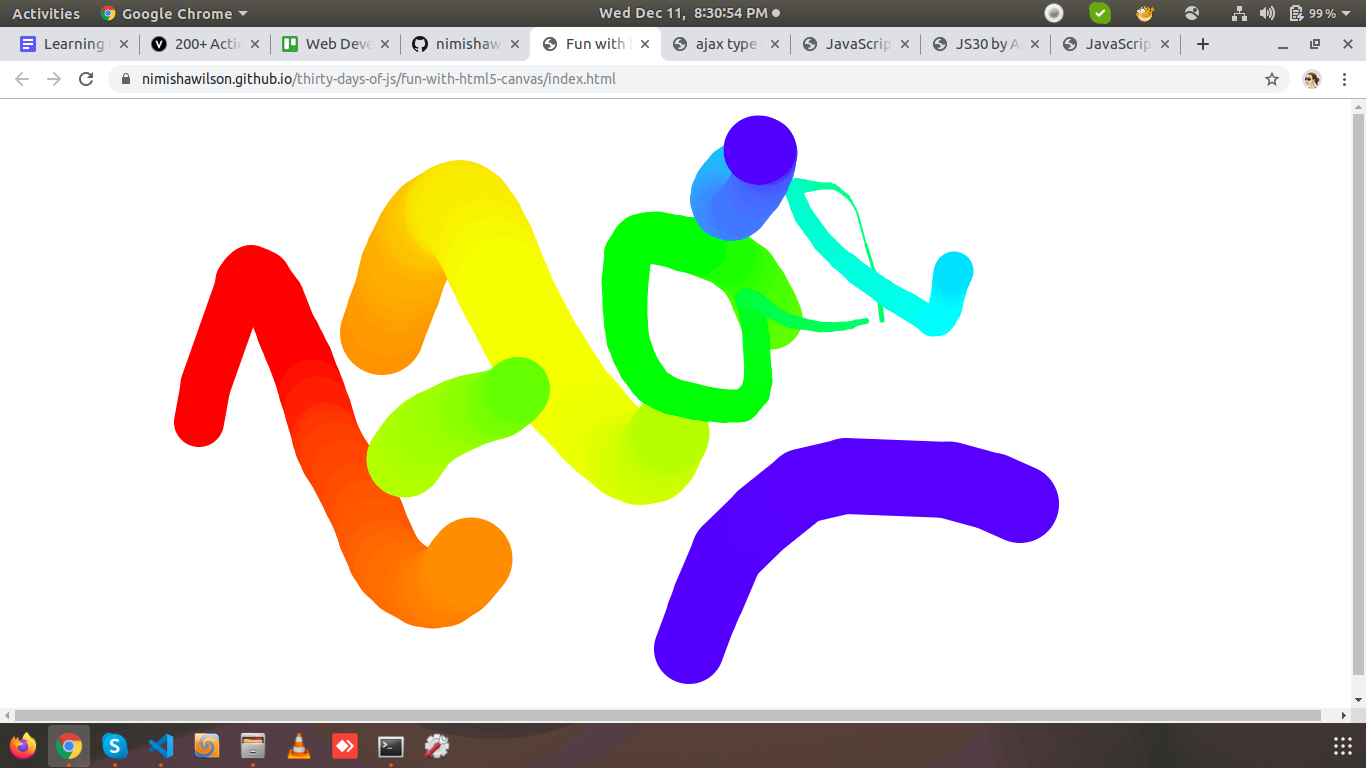 Activities Google Chrome Wed Dec 11, 8:30:54 PM 99%
Learning 200+ Actio Web Deve nimishaw Fun with ajax type JavaScrip JS30 by A JavaScrip
nimishawilson.github.io/thirty-days-of-js/fun-with-html5-canvas/index.html